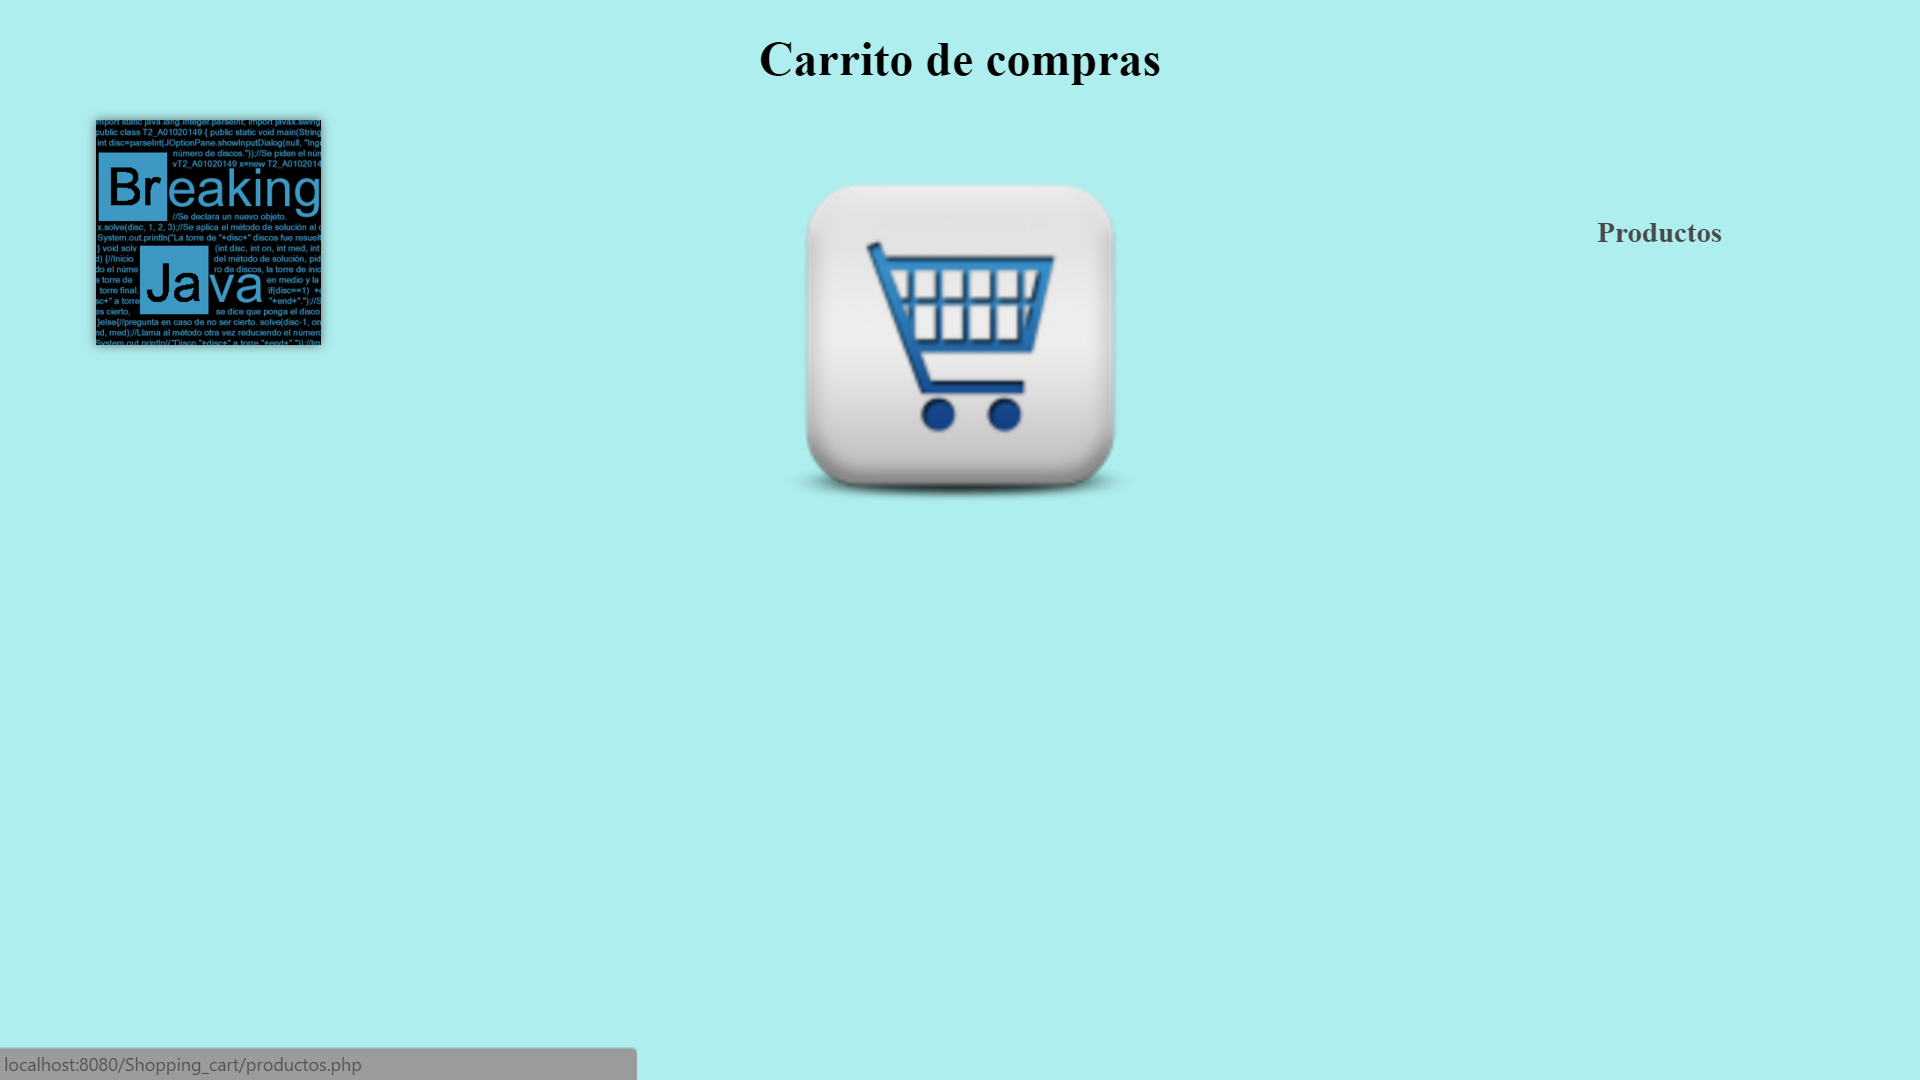 Carrito de compras
import static java.lang.Integer.parseInt; import javax.swing
public class T2_A01020149 { public static void main(String
int disc=parseInt(JOptionPane.showInputDialog(null, "Ing
número de discos."));//Se piden el nú
vT2_A01020149 x=new T2_A0102014
Breaking
//Se declara un nuevo objeto.
x.solve(disc, 1, 2, 3);//Se aplica el método de solución al
System.out.println("La torre de "+disc+" discos fue resuel
} void solv (int disc, int on, int med, int
{//Inicio del método de solución, pid
do el núme ro de discos, la torre de inic
a torre de en medio y la
torre final. if(disc==1)
Java
sc+" a torre "+end+".");//S
es cierto, se dice que ponga el disco
}else{//pregunta en caso de no ser cierto. solve(disc-1, on
nd, med);//Llama al método otra vez reduciendo el númer
System.out.println("Disco "+disc+" a torre "+end+".");//Im
Productos
localhost:8080/Shopping_cart/productos.php